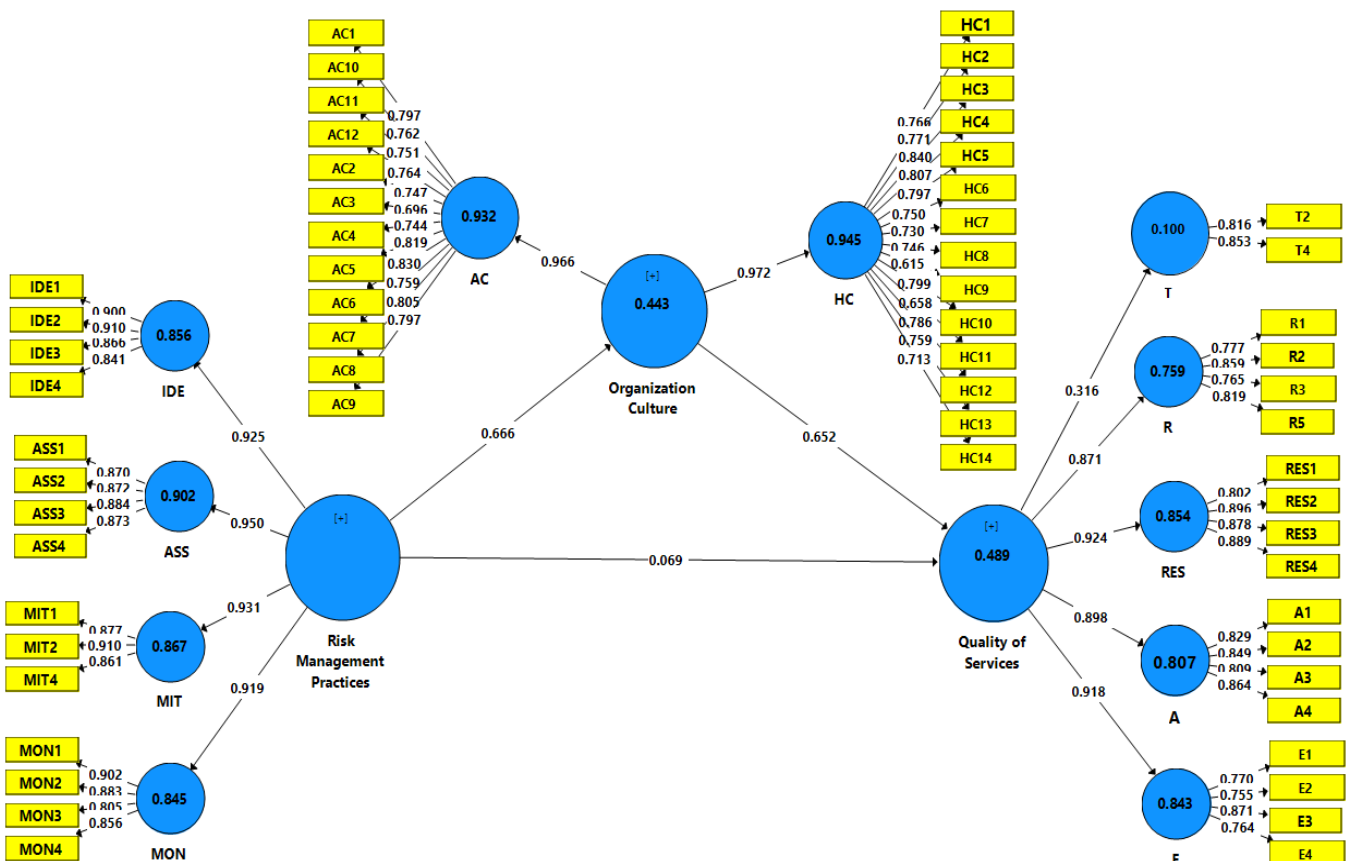 AC1
AC10
AC11
AC12
AC2
AC3
AC4
AC5
AC6
AC7
AC8
AC9
0.797
0.762
0.751
0.764
0.747
0.696
0.744
0.819
0.830
0.759
0.805
0.797
0.932
AC
0.966
HC1
HC2
HC3
HC4
HC5
HC6
HC7
HC8
HC9
HC10
HC11
HC12
HC13
HC14
0.766
0.771
0.840
0.807
0.797
0.750
0.730
0.746
0.615
0.799
0.658
0.786
0.759
0.713
0.945
HC
0.972
[+]
0.443
Organization
Culture
IDE1
IDE2
IDE3
IDE4
0.900
0.910
0.866
0.841
0.856
IDE
0.925
ASS1
ASS2
ASS3
ASS4
0.870
0.872
0.884
0.873
0.902
ASS
0.950
MIT1
MIT2
MIT4
0.877
0.910
0.861
0.867
MIT
0.931
MON1
MON2
MON3
MON4
0.902
0.883
0.805
0.856
0.845
MON
0.919
[+]
Risk
Management
Practices
0.666
0.069
0.652
[+]
0.489
Quality of
Services
0.316
0.100
T
0.816
0.853
T2
T4
0.871
0.759
R
0.777
0.859
0.765
0.819
R1
R2
R3
R5
0.924
0.854
RES
0.802
0.896
0.878
0.889
RES1
RES2
RES3
RES4
0.898
0.807
A
0.829
0.849
0.809
0.864
A1
A2
A3
A4
0.918
0.843
0.770
0.755
0.871
0.764
E1
E2
E3
E4